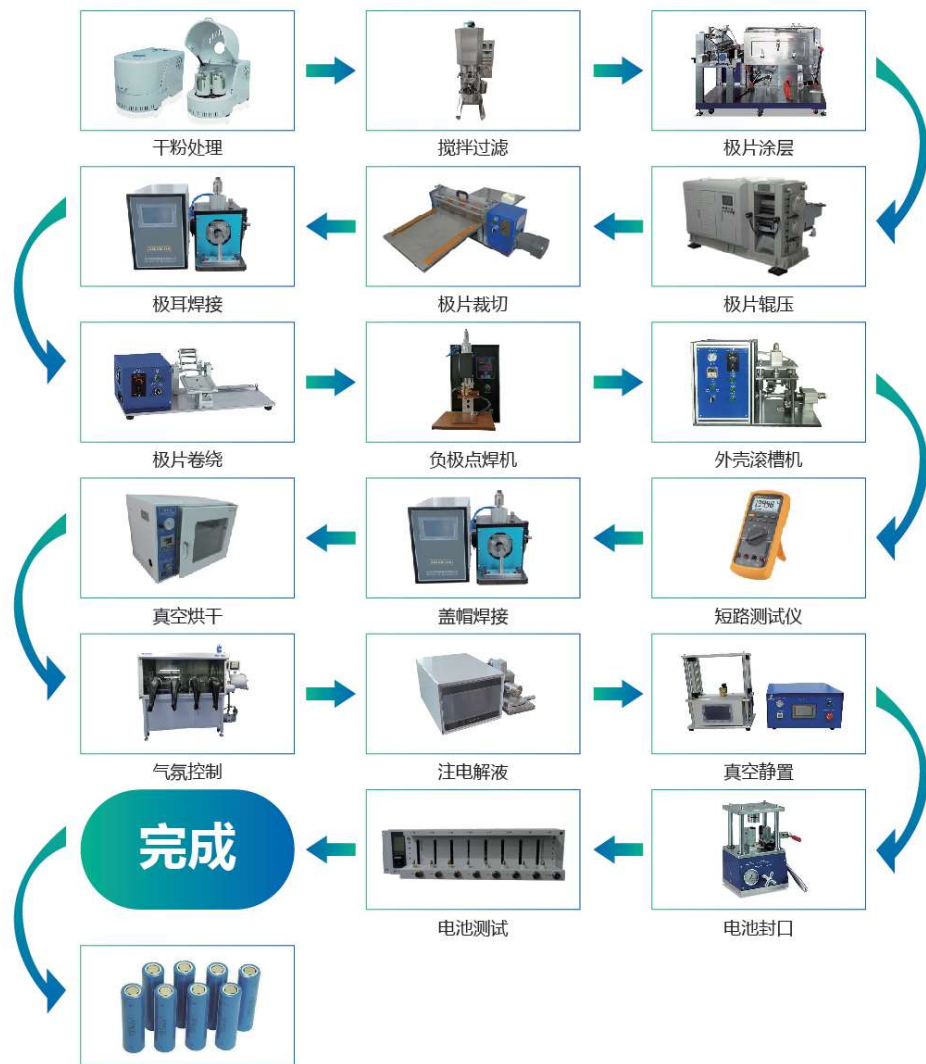 干粉处理
搅拌过滤
极片涂层
极耳焊接
极片裁切
极片辊压
极片卷绕
负极点焊机
外壳滚槽机
真空烘干
盖帽焊接
短路测试仪
气氛控制
注电解液
真空静置
完成
电池测试
电池封口